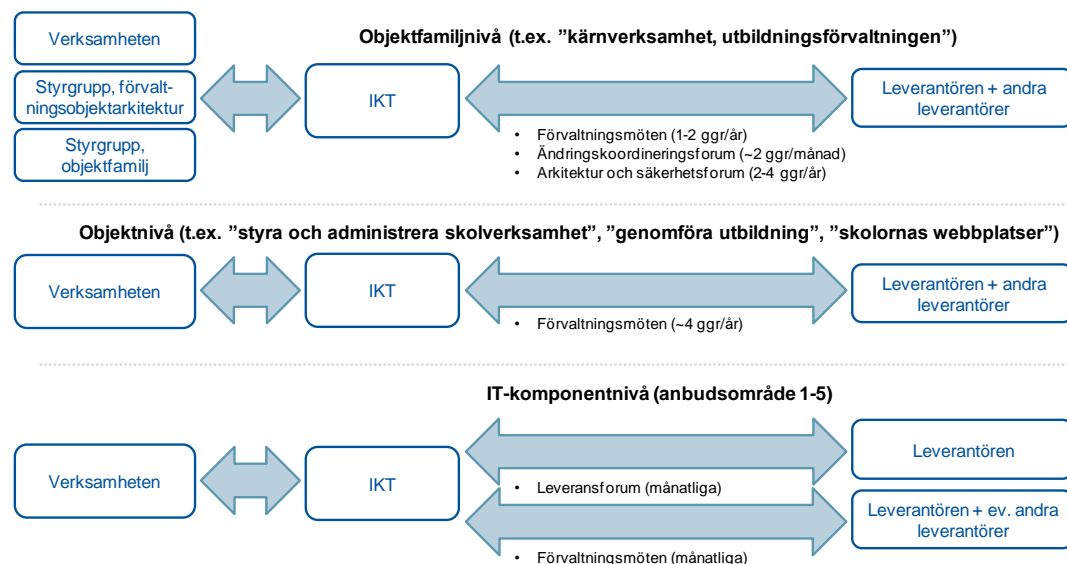 Objektfamiljnivå (t.ex. ”kärnverksamhet, utbildningsförvaltningen”)
Verksamheten
Styrgrupp, förvalt-
ningsobjektarkitektur
Styrgrupp,
objektfamilj
IKT
Leverantören + andra
leverantörer
• Förvaltningsmöten (1-2 ggr/år)
• Ändringskoordineringsforum (~2 ggr/månad)
• Arkitektur och säkerhetsforum (2-4 ggr/år)
Objektnivå (t.ex. ”styra och administrera skolverksamhet”, ”genomföra utbildning”, ”skolornas webbplatser”)
Verksamheten
IKT
Leverantören + andra
leverantörer
• Förvaltningsmöten (~4 ggr/år)
IT-komponentnivå (anbudsområde 1-5)
Verksamheten
IKT
Leverantören
• Leveransforum (månatliga)
Leverantören + ev. andra
leverantörer
• Förvaltningsmöten (månatliga)